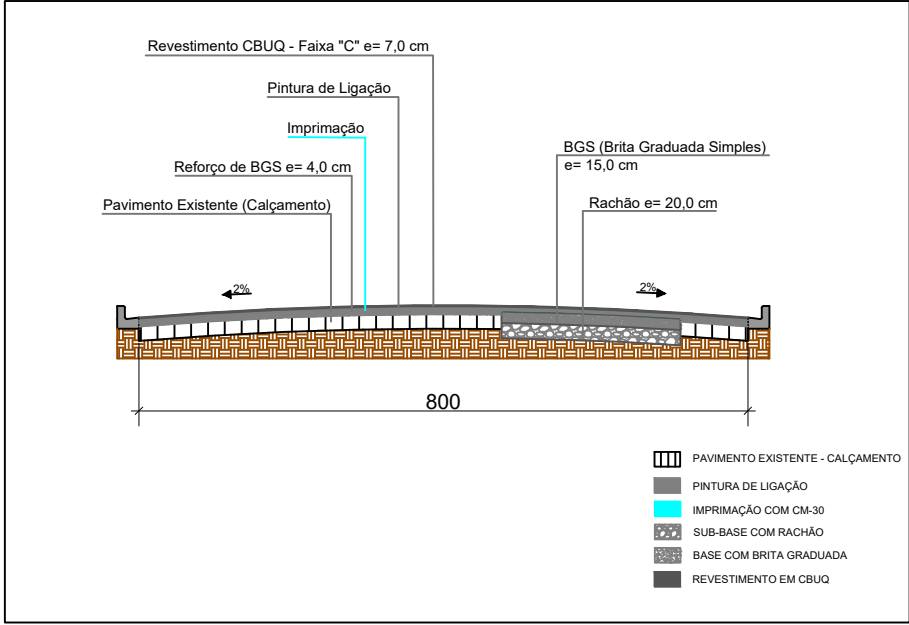 Revestimento CBUQ - Faixa "C" e= 7,0 cm
Pintura de Ligação
Imprimação
Reforço de BGS e= 4,0 cm
Pavimento Existente (Calçamento)
BGS (Brita Graduada Simples)
e= 15,0 cm
Rachão e= 20,0 cm
2%
2%
800
PAVIMENTO EXISTENTE - CALÇAMENTO
PINTURA DE LIGAÇÃO
IMPRIMAÇÃO COM CM-30
SUB-BASE COM RACHÃO
BASE COM BRITA GRADUADA
REVESTIMENTO EM CBUQ